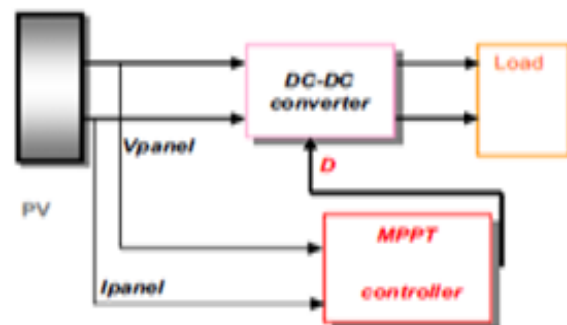 Load
DC-DC
converter
Vpanel
D
PV
MPPT
Ipanel
controller